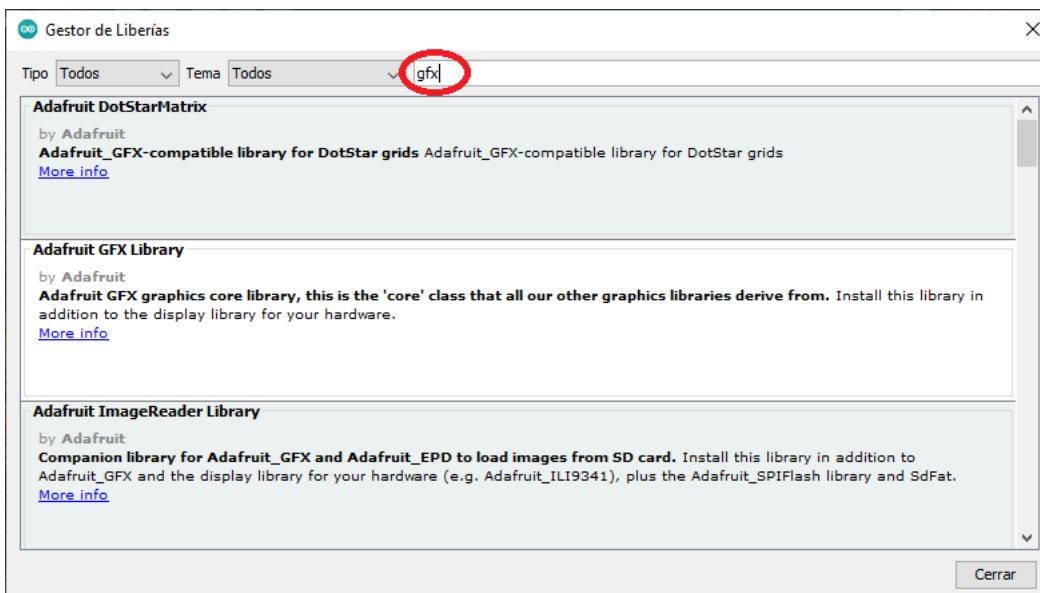 Gestor de Liberías
Tipo Todos Tema Todos gfx
Adafruit DotStarMatrix
by Adafruit
Adafruit_GFX-compatible library for DotStar grids Adafruit_GFX-compatible library for DotStar grids
More info
Adafruit GFX Library
by Adafruit
Adafruit GFX graphics core library, this is the 'core' class that all our other graphics libraries derive from. Install this library in
addition to the display library for your hardware.
More info
Adafruit ImageReader Library
by Adafruit
Companion library for Adafruit_GFX and Adafruit_EPD to load images from SD card. Install this library in addition to
Adafruit_GFX and the display library for your hardware (e.g. Adafruit_ILI9341), plus the Adafruit_SPIFlash library and SdFat.
More info
Cerrar